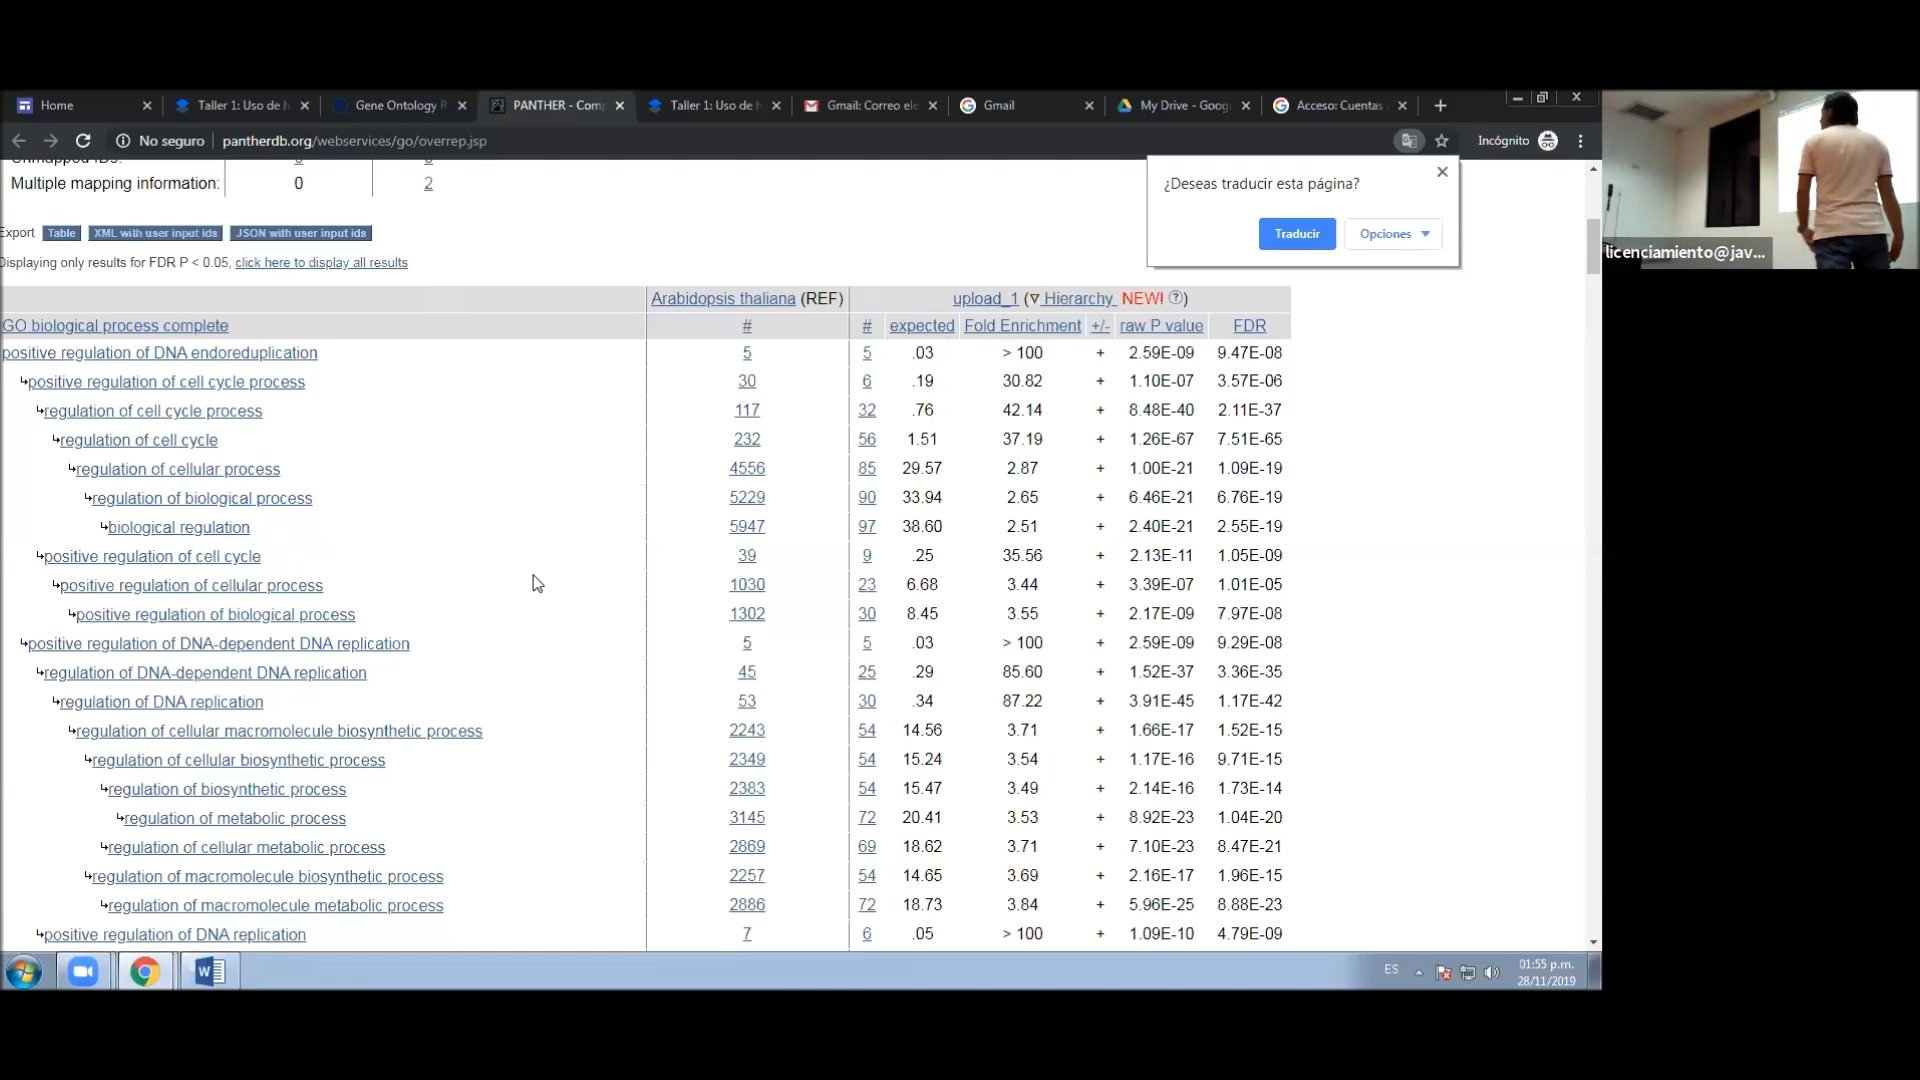 Home
Taller 1: Uso de h
Gene Ontology R
PANTHER - Comp
Taller 1: Uso de h
Gmail: Correo ele
Gmail
My Drive - Goog
Acceso: Cuentas
No seguro
pantherdb.org/webservices/go/overrep.jsp
Incógnito
¿Deseas traducir esta página?
Traducir
Opciones
licenciamiento@jav...
Multiple mapping information: 0 2
Export Table XML with user input ids JSON with user input ids
Displaying only results for FDR P < 0.05, click here to display all results
Arabidopsis thaliana (REF) upload_1 (▽ Hierarchy NEW! ?)
GO biological process complete # # expected Fold Enrichment +/- raw P value FDR
positive regulation of DNA endoreduplication 5 5 .03 > 100 + 2.59E-09 9.47E-08
↳positive regulation of cell cycle process 30 6 .19 30.82 + 1.10E-07 3.57E-06
↳regulation of cell cycle process 117 32 .76 42.14 + 8.48E-40 2.11E-37
↳regulation of cell cycle 232 56 1.51 37.19 + 1.26E-67 7.51E-65
↳regulation of cellular process 4556 85 29.57 2.87 + 1.00E-21 1.09E-19
↳regulation of biological process 5229 90 33.94 2.65 + 6.46E-21 6.76E-19
↳biological regulation 5947 97 38.60 2.51 + 2.40E-21 2.55E-19
↳positive regulation of cell cycle 39 9 .25 35.56 + 2.13E-11 1.05E-09
↳positive regulation of cellular process 1030 23 6.68 3.44 + 3.39E-07 1.01E-05
↳positive regulation of biological process 1302 30 8.45 3.55 + 2.17E-09 7.97E-08
↳positive regulation of DNA-dependent DNA replication 5 5 .03 > 100 + 2.59E-09 9.29E-08
↳regulation of DNA-dependent DNA replication 45 25 .29 85.60 + 1.52E-37 3.36E-35
↳regulation of DNA replication 53 30 .34 87.22 + 3.91E-45 1.17E-42
↳regulation of cellular macromolecule biosynthetic process 2243 54 14.56 3.71 + 1.66E-17 1.52E-15
↳regulation of cellular biosynthetic process 2349 54 15.24 3.54 + 1.17E-16 9.71E-15
↳regulation of biosynthetic process 2383 54 15.47 3.49 + 2.14E-16 1.73E-14
↳regulation of metabolic process 3145 72 20.41 3.53 + 8.92E-23 1.04E-20
↳regulation of cellular metabolic process 2869 69 18.62 3.71 + 7.10E-23 8.47E-21
↳regulation of macromolecule biosynthetic process 2257 54 14.65 3.69 + 2.16E-17 1.96E-15
↳regulation of macromolecule metabolic process 2886 72 18.73 3.84 + 5.96E-25 8.88E-23
↳positive regulation of DNA replication 7 6 .05 > 100 + 1.09E-10 4.79E-09
ES
01:55 p.m.
28/11/2019